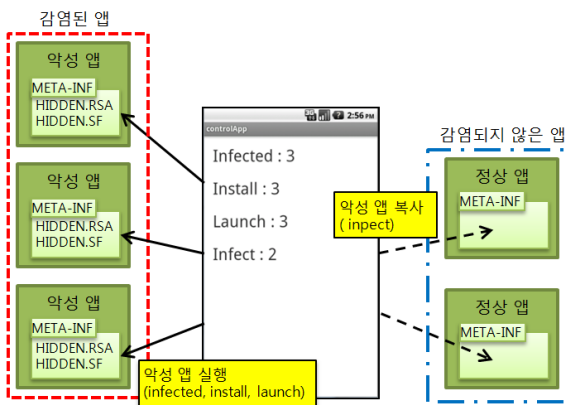 감염된 앱
악성 앱
META-INF
HIDDEN.RSA
HIDDEN.SF
악성 앱
META-INF
HIDDEN.RSA
HIDDEN.SF
악성 앱
META-INF
HIDDEN.RSA
HIDDEN.SF
3G 2:56 PM
controlApp
Infected : 3
Install : 3
Launch : 3
Infect : 2
악성 앱 복사
( inpect)
악성 앱 실행
(infected, install, launch)
감염되지 않은 앱
정상 앱
META-INF
정상 앱
META-INF